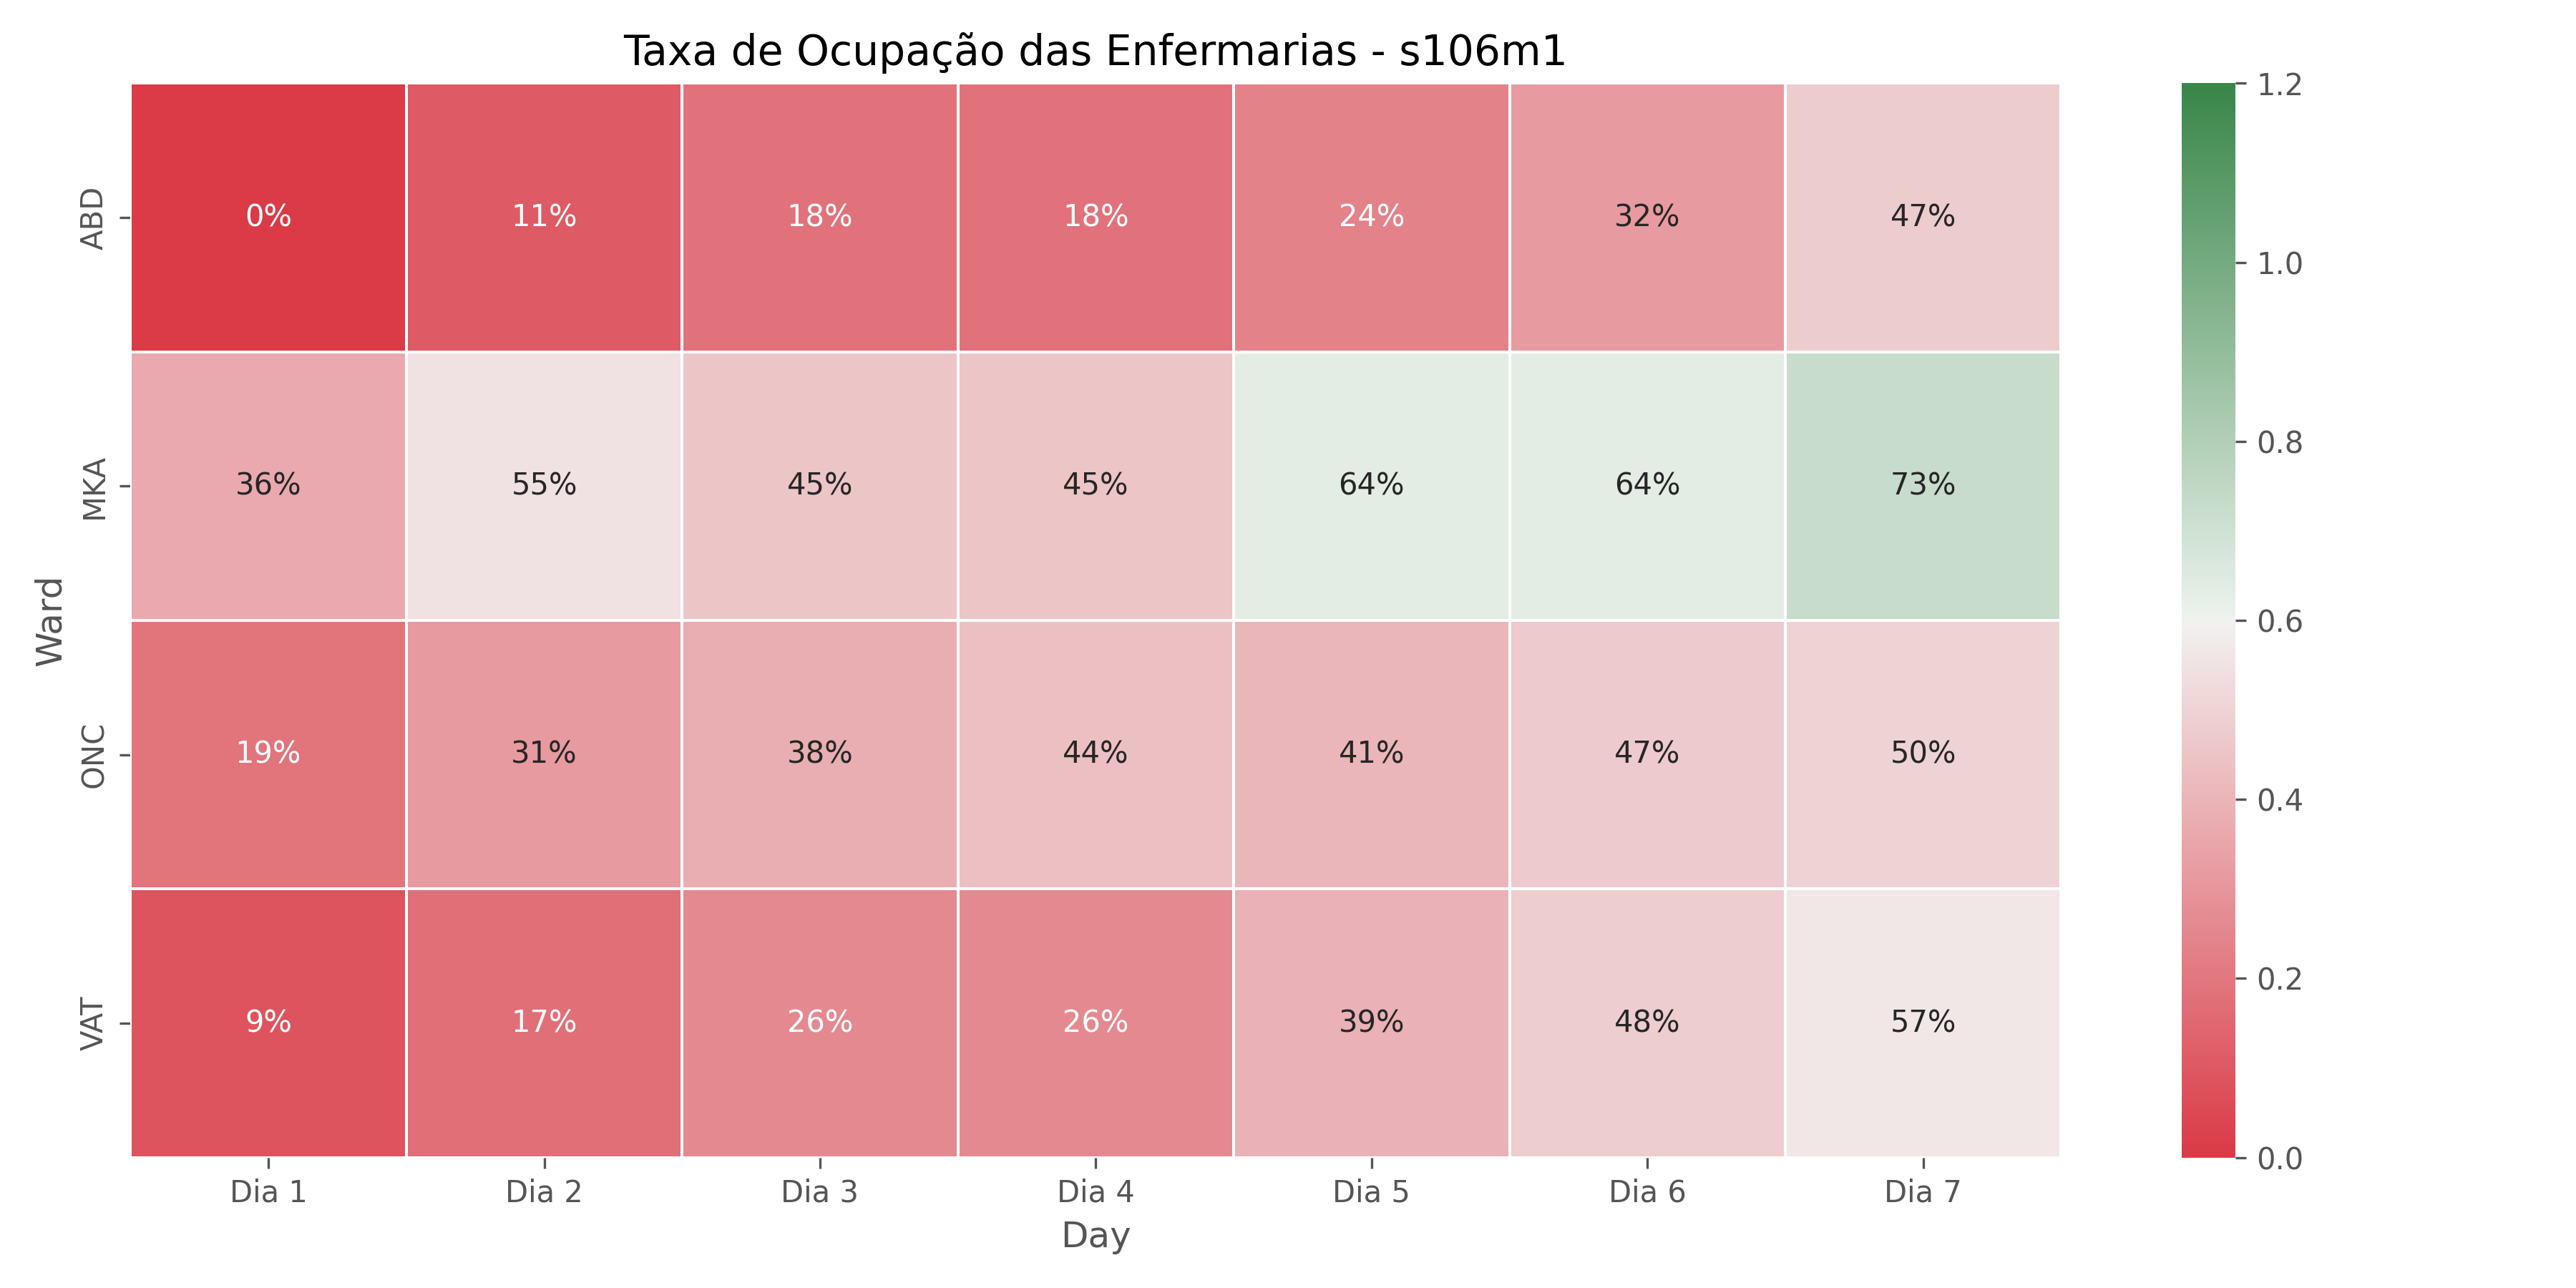 Taxa de Ocupação das Enfermarias - s106m1
ABD 0% 11% 18% 18% 24% 32% 47%
MKA 36% 55% 45% 45% 64% 64% 73%
ONC 19% 31% 38% 44% 41% 47% 50%
VAT 9% 17% 26% 26% 39% 48% 57%
Ward
Dia 1 Dia 2 Dia 3 Dia 4 Dia 5 Dia 6 Dia 7
Day
1.2
1.0
0.8
0.6
0.4
0.2
0.0